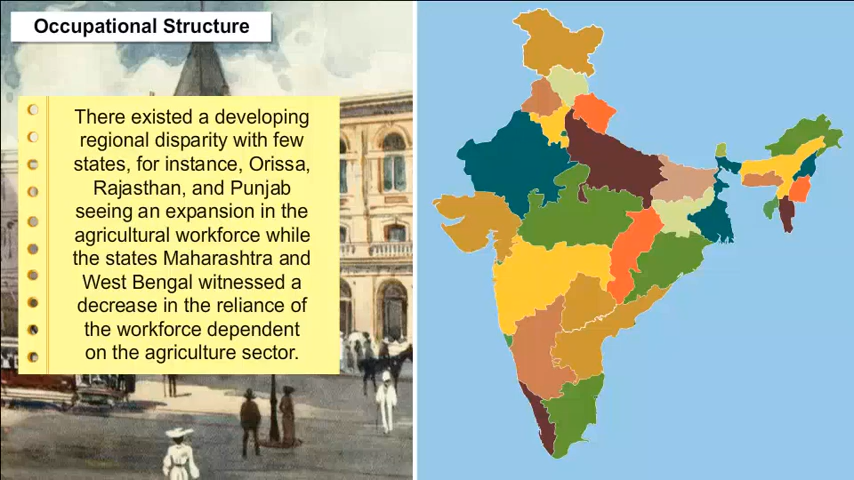 Occupational Structure
There existed a developing
regional disparity with few
states, for instance, Orissa,
Rajasthan, and Punjab
seeing an expansion in the
agricultural workforce while
the states Maharashtra and
West Bengal witnessed a
decrease in the reliance of
the workforce dependent
on the agriculture sector.